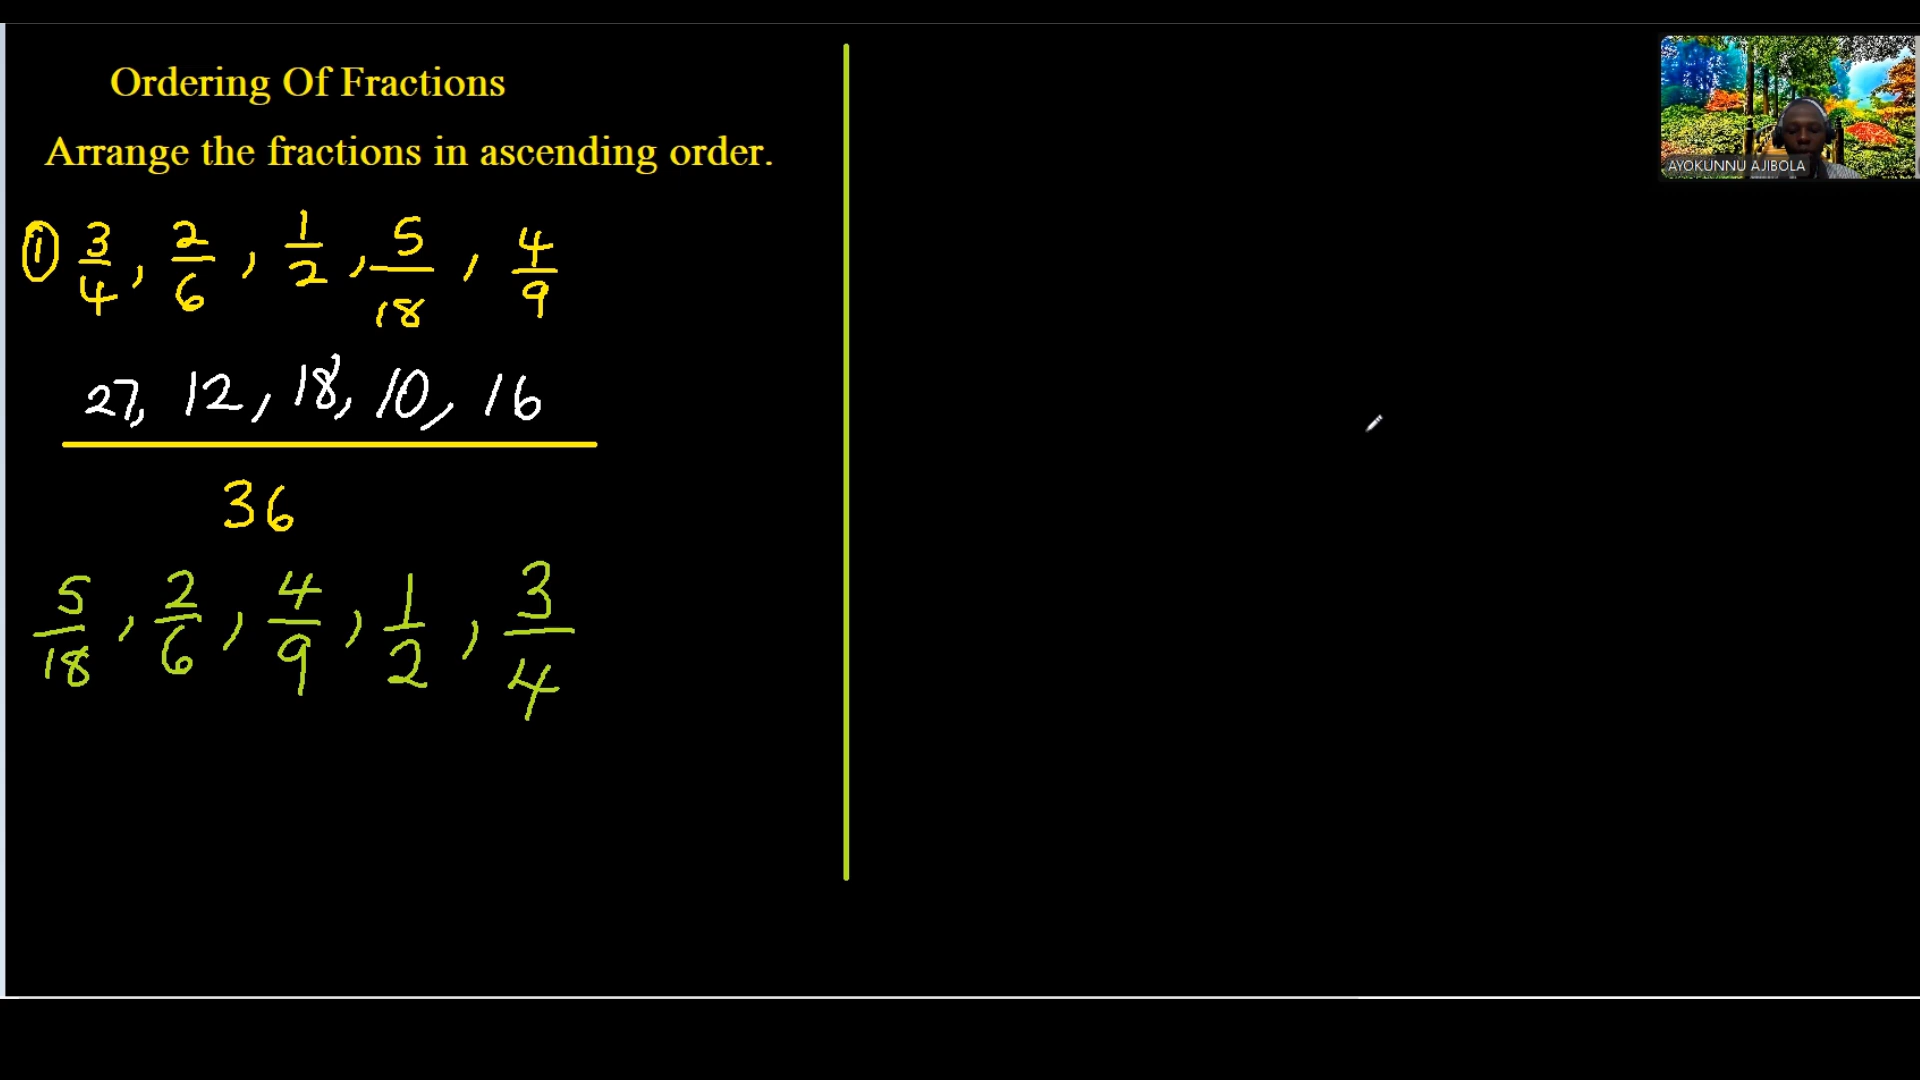 Ordering Of Fractions
Arrange the fractions in ascending order.
① 3/4, 2/6, 1/2, 5/18, 4/9
27, 12, 18, 10, 16
36
5/18, 2/6, 4/9, 1/2, 3/4
AYOKUNNU AJIBOLA